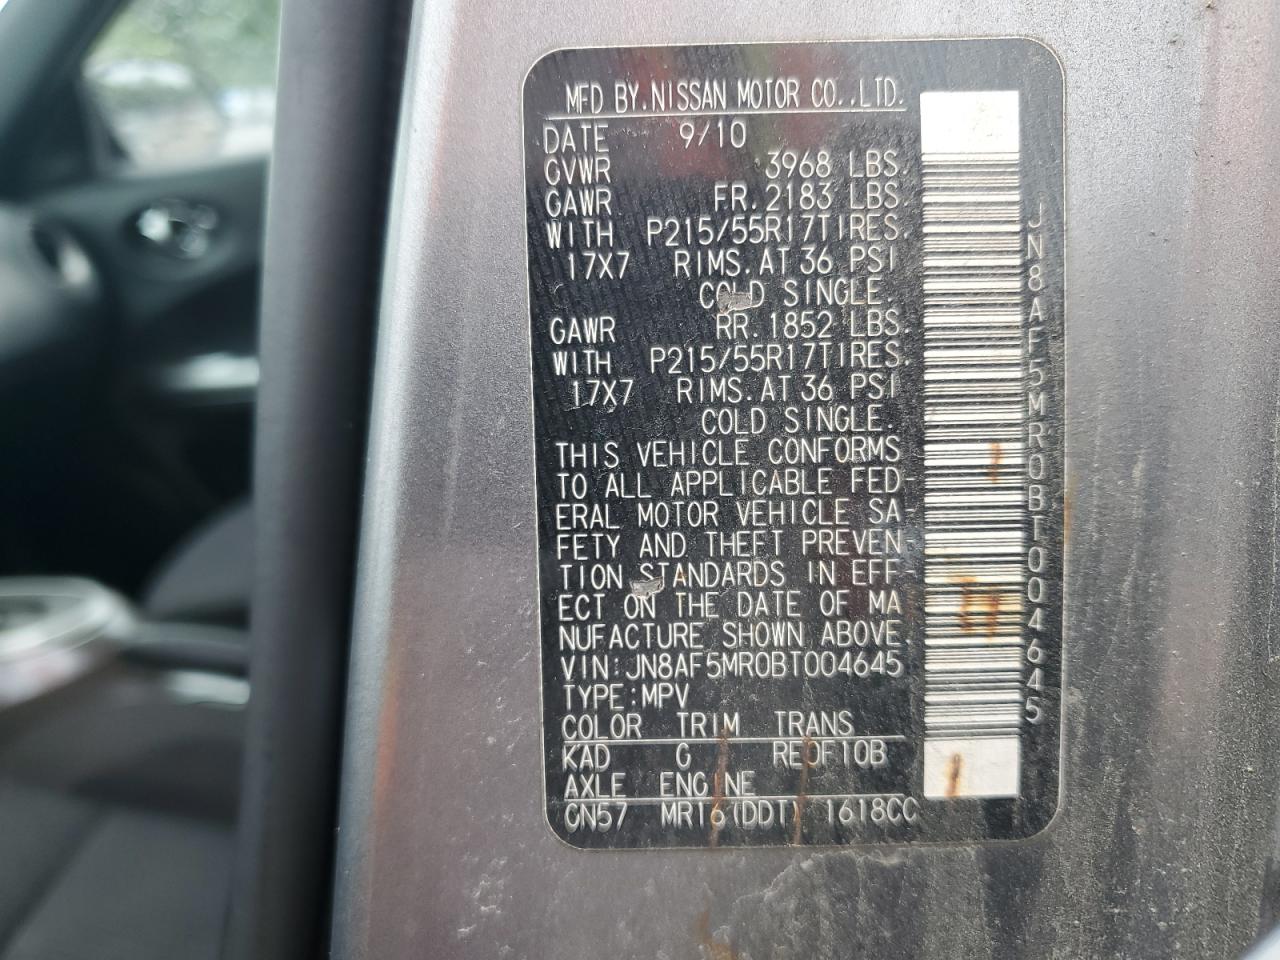 MFD BY.NISSAN MOTOR CO..LTD.
DATE 9/10
GVWR 3968 LBS.
GAWR FR.2183 LBS.
WITH P215/55R17TIRES.
17X7 RIMS.AT 36 PSI
COLD SINGLE.
GAWR RR.1852 LBS.
WITH P215/55R17TIRES.
17X7 RIMS.AT 36 PSI
COLD SINGLE.
THIS VEHICLE CONFORMS
TO ALL APPLICABLE FED-
ERAL MOTOR VEHICLE SA-
FETY AND THEFT PREVEN-
TION STANDARDS IN EFF-
ECT ON THE DATE OF MA
NUFACTURE SHOWN ABOVE.
VIN:JN8AF5MR0BT004645
TYPE:MPV
COLOR TRIM TRANS
KAD G RE0F10B
AXLE ENGINE
GN57 MR16(DDT) 1618CC
JN8AF5MR0BT004645